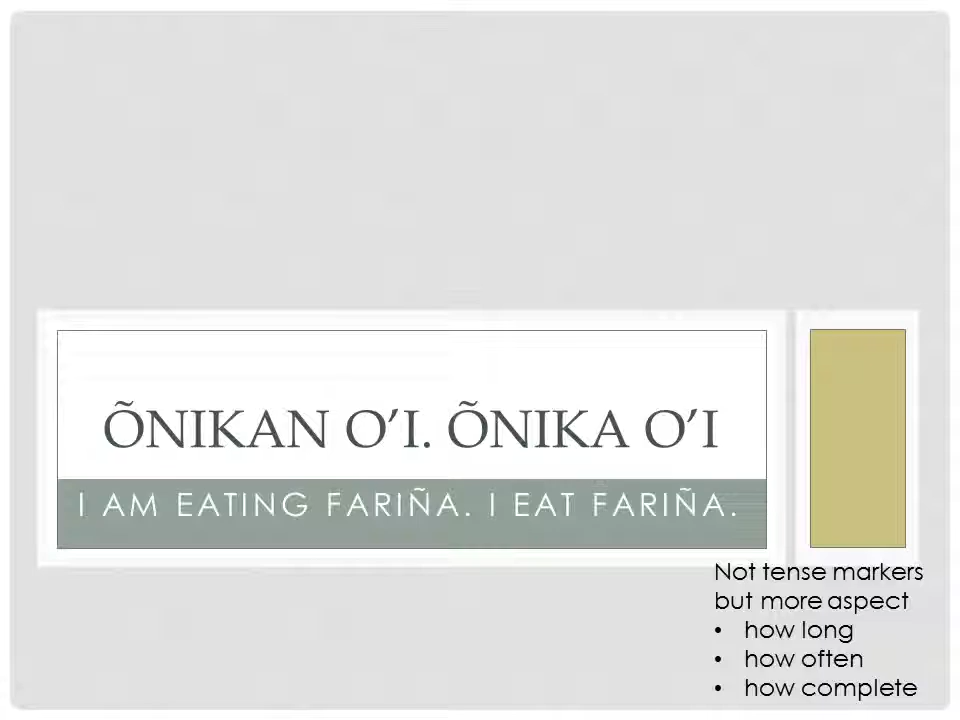 ÕNIKAN O’I. ÕNIKA O’I
I AM EATING FARIÑA. I EAT FARIÑA.
Not tense markers
but more aspect
• how long
• how often
• how complete